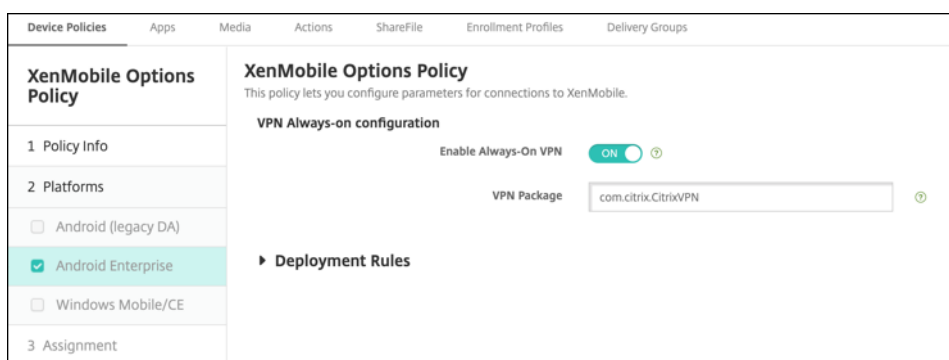 Device Policies Apps Media Actions ShareFile Enrollment Profiles Delivery Groups
XenMobile Options
Policy
1 Policy Info
2 Platforms
Android (legacy DA)
Android Enterprise
Windows Mobile/CE
3 Assignment
XenMobile Options Policy
This policy lets you configure parameters for connections to XenMobile.
VPN Always-on configuration
Enable Always-On VPN ON ?
VPN Package com.citrix.CitrixVPN ?
Deployment Rules